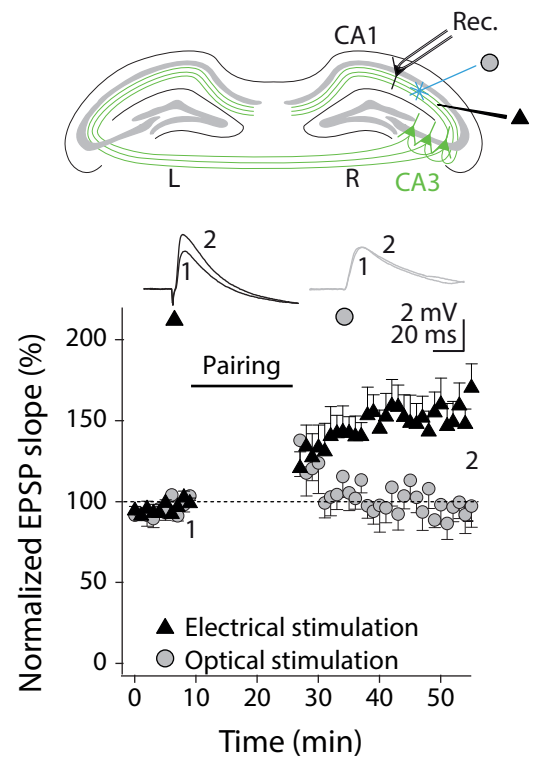 Rec.
CA1
L
R
CA3
2
1
2
1
2 mV
20 ms
Pairing
Normalized EPSP slope (%)
200
150
100
50
0
2
1
Electrical stimulation
Optical stimulation
0
10
20
30
40
50
Time (min)